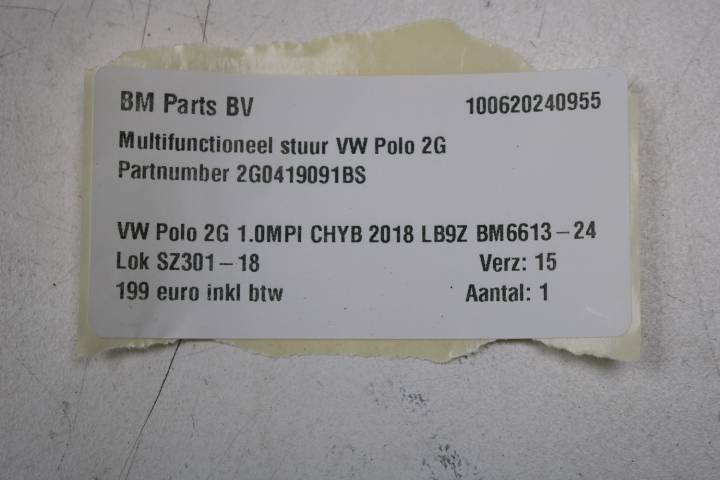 BM Parts BV 100620240955
Multifunctioneel stuur VW Polo 2G
Partnumber 2G0419091BS
VW Polo 2G 1.0MPI CHYB 2018 LB9Z BM6613-24
Lok SZ301-18 Verz: 15
199 euro inkl btw Aantal: 1